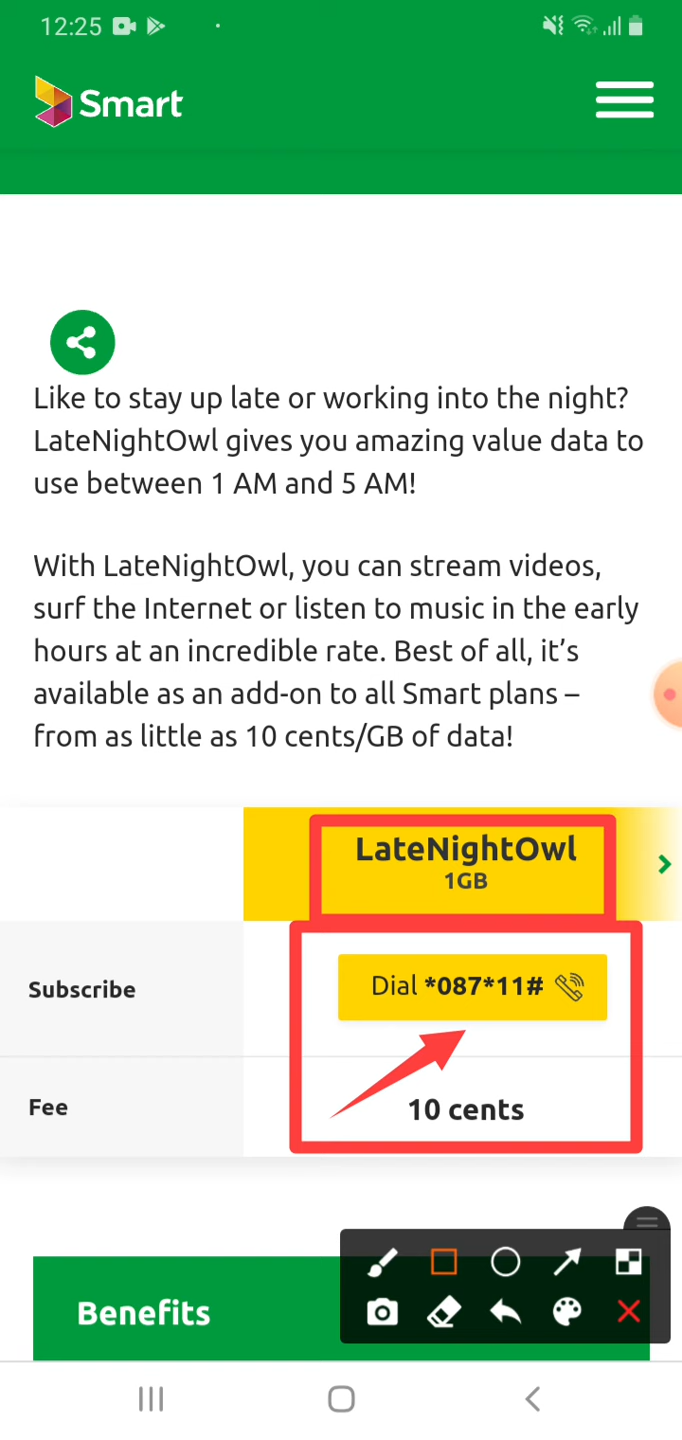 12:25
Smart
Like to stay up late or working into the night?
LateNightOwl gives you amazing value data to
use between 1 AM and 5 AM!
With LateNightOwl, you can stream videos,
surf the Internet or listen to music in the early
hours at an incredible rate. Best of all, it’s
available as an add-on to all Smart plans –
from as little as 10 cents/GB of data!
LateNightOwl
1GB
Subscribe
Dial *087*11#
Fee
10 cents
Benefits